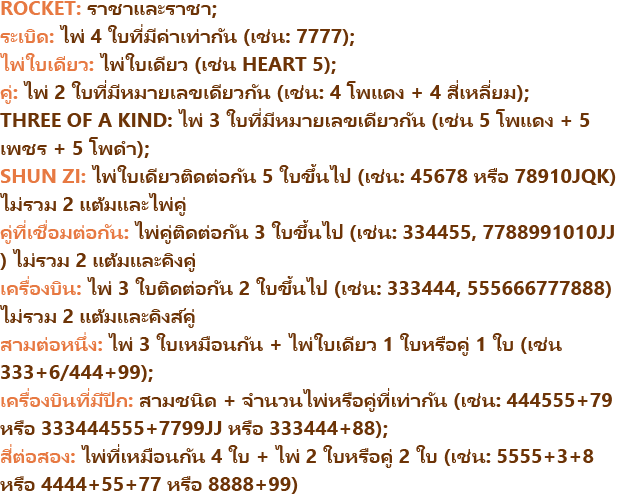 ROCKET: ราชาและราชา;
ระเบิด: ไพ่ 4 ใบที่มีค่าเท่ากัน (เช่น: 7777);
ไพ่ใบเดียว: ไพ่ใบเดียว (เช่น HEART 5);
คู่: ไพ่ 2 ใบที่มีหมายเลขเดียวกัน (เช่น: 4 โพแดง + 4 สี่เหลี่ยม);
THREE OF A KIND: ไพ่ 3 ใบที่มีหมายเลขเดียวกัน (เช่น 5 โพแดง + 5
เพชร + 5 โพดำ);
SHUN ZI: ไพ่ใบเดียวติดต่อกัน 5 ใบขึ้นไป (เช่น: 45678 หรือ 78910JQK)
ไม่รวม 2 แต้มและไพ่คู่
คู่ที่เชื่อมต่อกัน: ไพ่คู่ติดต่อกัน 3 ใบขึ้นไป (เช่น: 334455, 7788991010JJ
) ไม่รวม 2 แต้มและคิงคู่
เครื่องบิน: ไพ่ 3 ใบติดต่อกัน 2 ใบขึ้นไป (เช่น: 333444, 555666777888)
ไม่รวม 2 แต้มและคิงส์คู่
สามต่อหนึ่ง: ไพ่ 3 ใบเหมือนกัน + ไพ่ใบเดียว 1 ใบหรือคู่ 1 ใบ (เช่น
333+6/444+99);
เครื่องบินที่มีปีก: สามชนิด + จำนวนไพ่หรือคู่ที่เท่ากัน (เช่น: 444555+79
หรือ 333444555+7799JJ หรือ 333444+88);
สี่ต่อสอง: ไพ่ที่เหมือนกัน 4 ใบ + ไพ่ 2 ใบหรือคู่ 2 ใบ (เช่น: 5555+3+8
หรือ 4444+55+77 หรือ 8888+99)